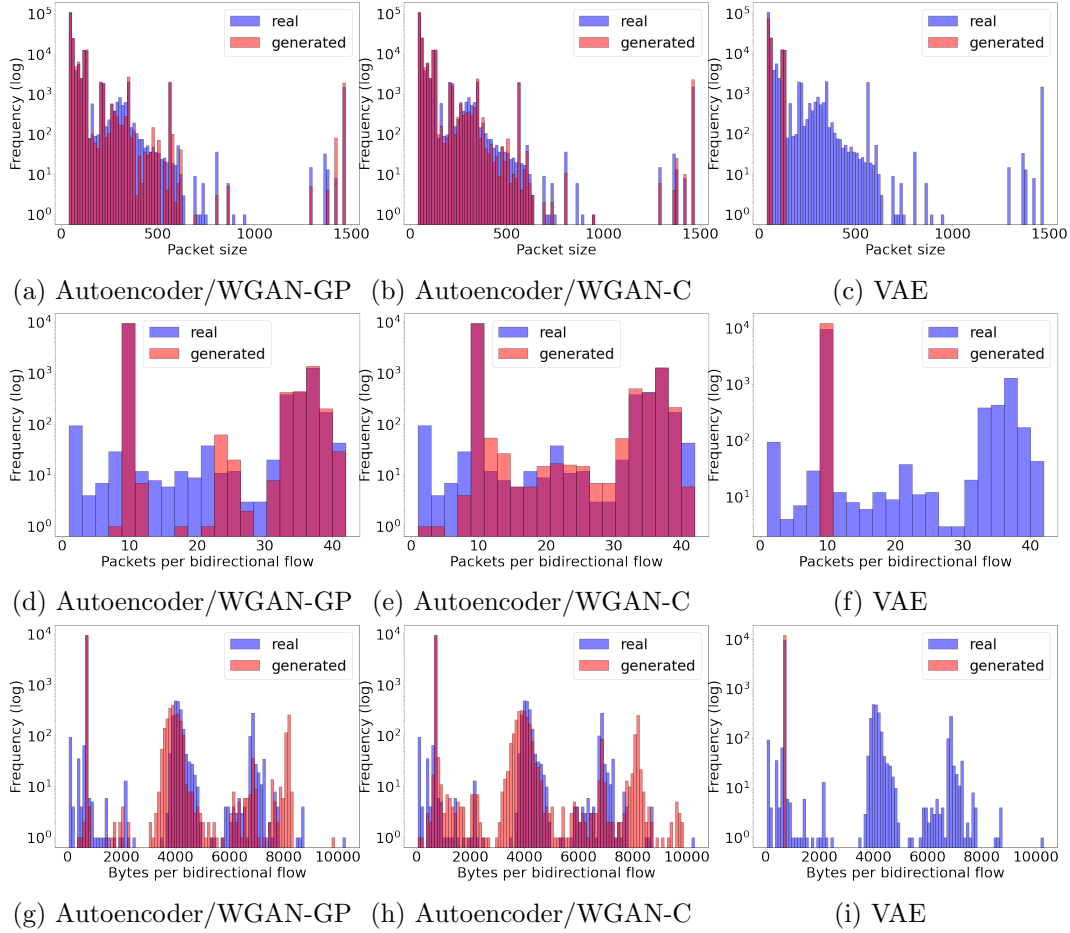 real
generated
Frequency (log)
10^5
10^4
10^3
10^2
10^1
10^0
0
500
1000
1500
Packet size
real
generated
Frequency (log)
10^5
10^4
10^3
10^2
10^1
10^0
0
500
1000
1500
Packet size
real
generated
Frequency (log)
10^5
10^4
10^3
10^2
10^1
10^0
0
500
1000
1500
Packet size
(a) Autoencoder/WGAN-GP
(b) Autoencoder/WGAN-C
(c) VAE
real
generated
Frequency (log)
10^4
10^3
10^2
10^1
10^0
0
10
20
30
40
Packets per bidirectional flow
real
generated
Frequency (log)
10^4
10^3
10^2
10^1
10^0
0
10
20
30
40
Packets per bidirectional flow
real
generated
Frequency (log)
10^4
10^3
10^2
10^1
0
10
20
30
40
Packets per bidirectional flow
(d) Autoencoder/WGAN-GP
(e) Autoencoder/WGAN-C
(f) VAE
real
generated
Frequency (log)
10^4
10^3
10^2
10^1
10^0
0
2000
4000
6000
8000
10000
Bytes per bidirectional flow
real
generated
Frequency (log)
10^4
10^3
10^2
10^1
10^0
0
2000
4000
6000
8000
10000
Bytes per bidirectional flow
real
generated
Frequency (log)
10^4
10^3
10^2
10^1
10^0
0
2000
4000
6000
8000
10000
Bytes per bidirectional flow
(g) Autoencoder/WGAN-GP
(h) Autoencoder/WGAN-C
(i) VAE